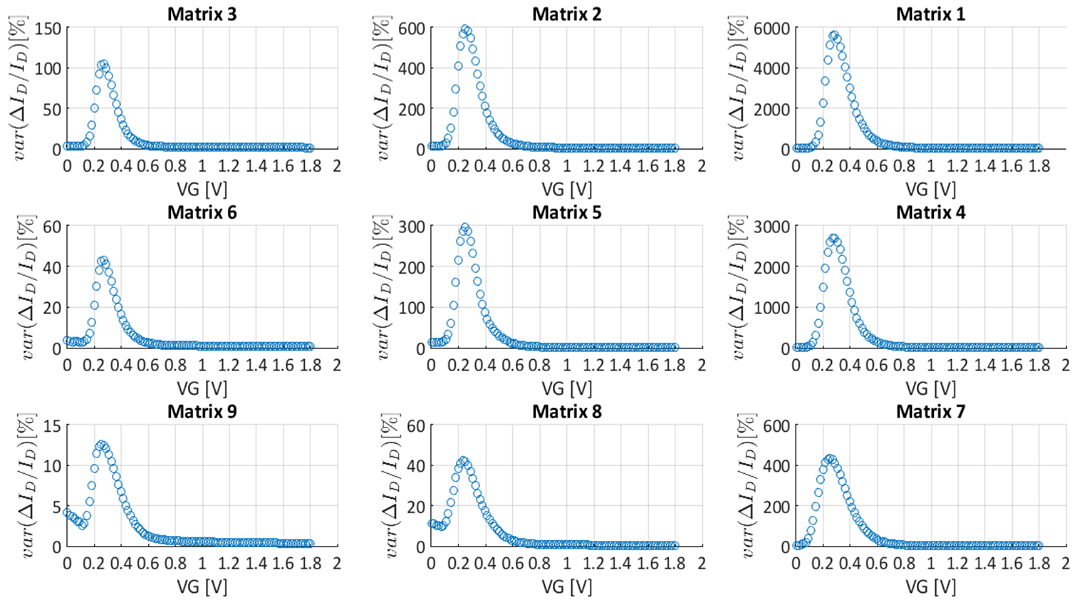 Matrix 3
var(ΔI_D/I_D)[%]
150
100
50
0
0 0.2 0.4 0.6 0.8 1 1.2 1.4 1.6 1.8 2
VG [V]
Matrix 2
var(ΔI_D/I_D)[%]
600
400
200
0
0 0.2 0.4 0.6 0.8 1 1.2 1.4 1.6 1.8 2
VG [V]
Matrix 1
var(ΔI_D/I_D)[%]
6000
4000
2000
0
0 0.2 0.4 0.6 0.8 1 1.2 1.4 1.6 1.8
VG [V]
Matrix 6
var(ΔI_D/I_D)[%]
60
40
20
0
0 0.2 0.4 0.6 0.8 1 1.2 1.4 1.6 1.8 2
VG [V]
Matrix 5
var(ΔI_D/I_D)[%]
300
200
100
0
0 0.2 0.4 0.6 0.8 1 1.2 1.4 1.6 1.8 2
VG [V]
Matrix 4
var(ΔI_D/I_D)[%]
3000
2000
1000
0
0 0.2 0.4 0.6 0.8 1 1.2 1.4 1.6 1.8 2
VG [V]
Matrix 9
var(ΔI_D/I_D)[%]
15
10
5
0
0 0.2 0.4 0.6 0.8 1 1.2 1.4 1.6 1.8 2
VG [V]
Matrix 8
var(ΔI_D/I_D)[%]
60
40
20
0
0 0.2 0.4 0.6 0.8 1 1.2 1.4 1.6 1.8 2
VG [V]
Matrix 7
var(ΔI_D/I_D)[%]
600
400
200
0
0 0.2 0.4 0.6 0.8 1 1.2 1.4 1.6 1.8 2
VG [V]